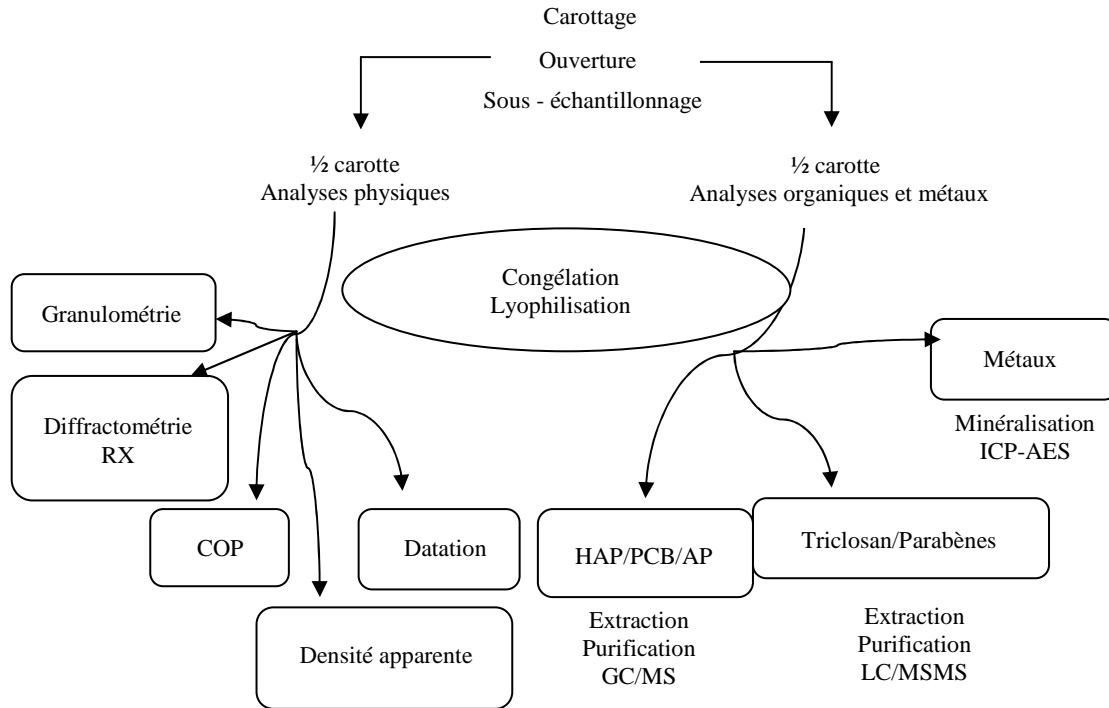 Carottage
Ouverture
Sous - échantillonnage
½ carotte
Analyses physiques
½ carotte
Analyses organiques et métaux
Congélation
Lyophilisation
Granulométrie
Diffractométrie
RX
COP
Datation
Densité apparente
HAP/PCB/AP
Extraction
Purification
GC/MS
Triclosan/Parabènes
Extraction
Purification
LC/MSMS
Métaux
Minéralisation
ICP-AES